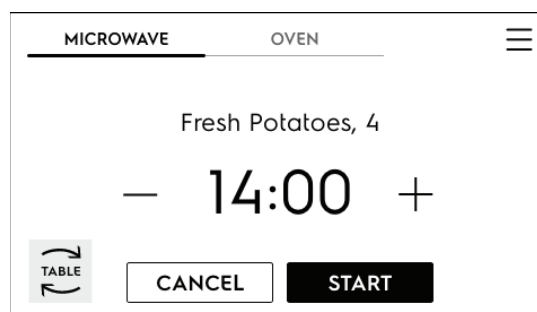 MICROWAVE OVEN
Fresh Potatoes, 4
— 14:00 +
TABLE
CANCEL START